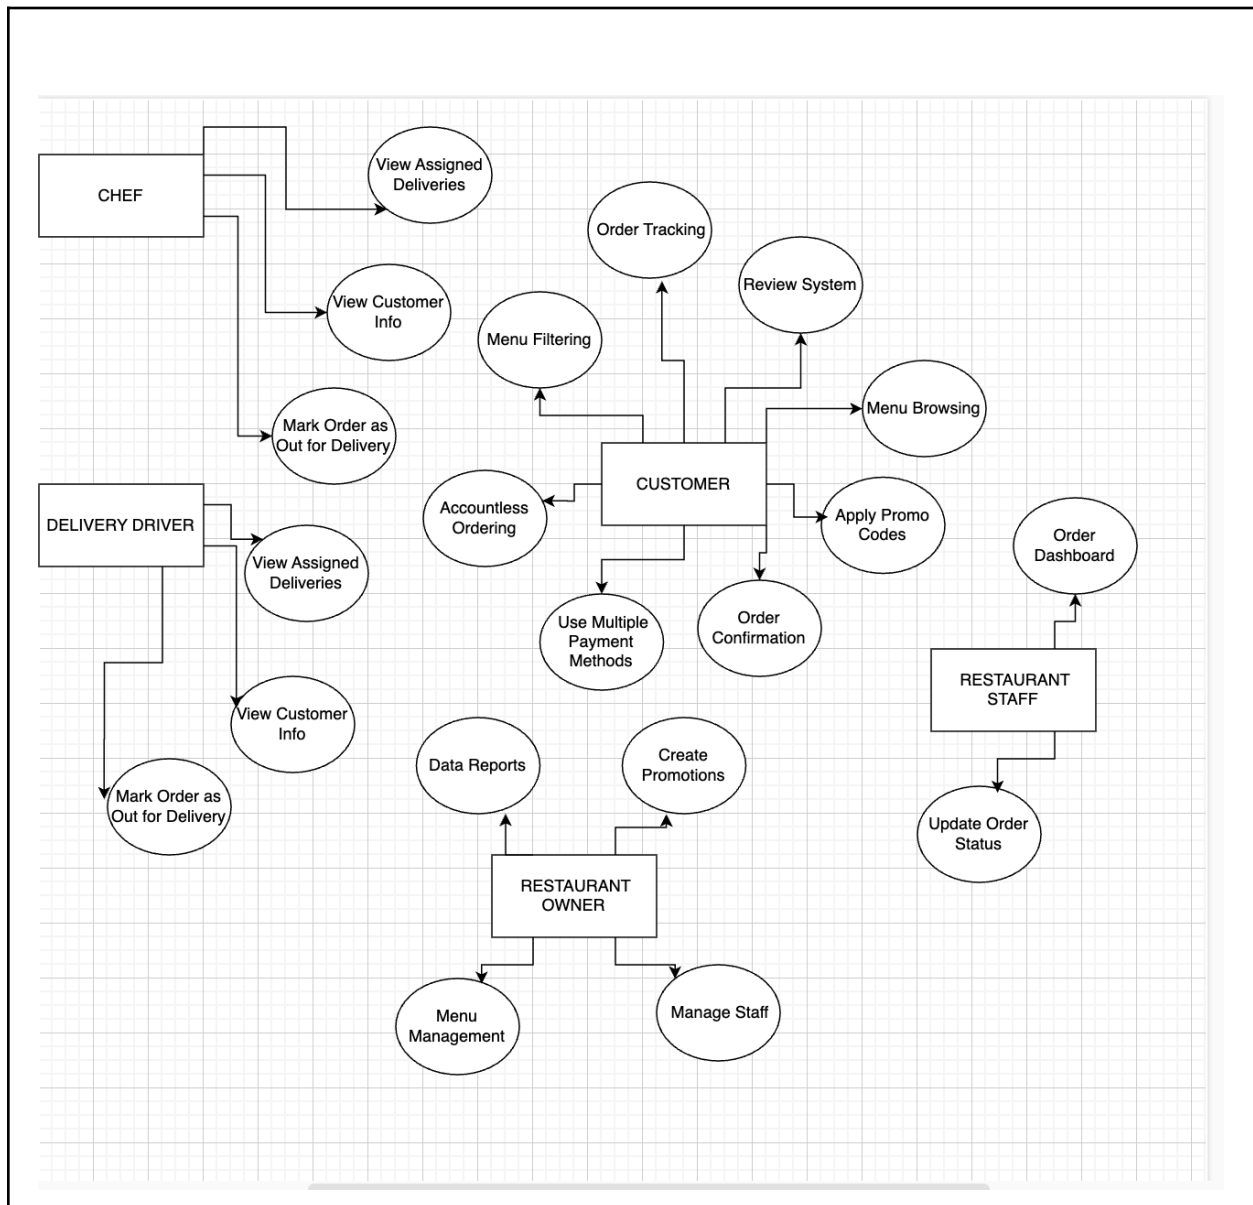 CHEF
View Assigned
Deliveries
View Customer
Info
Mark Order as
Out for Delivery
DELIVERY DRIVER
View Assigned
Deliveries
View Customer
Info
Mark Order as
Out for Delivery
Order Tracking
Review System
Menu Filtering
Menu Browsing
CUSTOMER
Accountless
Ordering
Apply Promo
Codes
Use Multiple
Payment
Methods
Order
Confirmation
Order
Dashboard
RESTAURANT
STAFF
Update Order
Status
Data Reports
Create
Promotions
RESTAURANT
OWNER
Menu
Management
Manage Staff